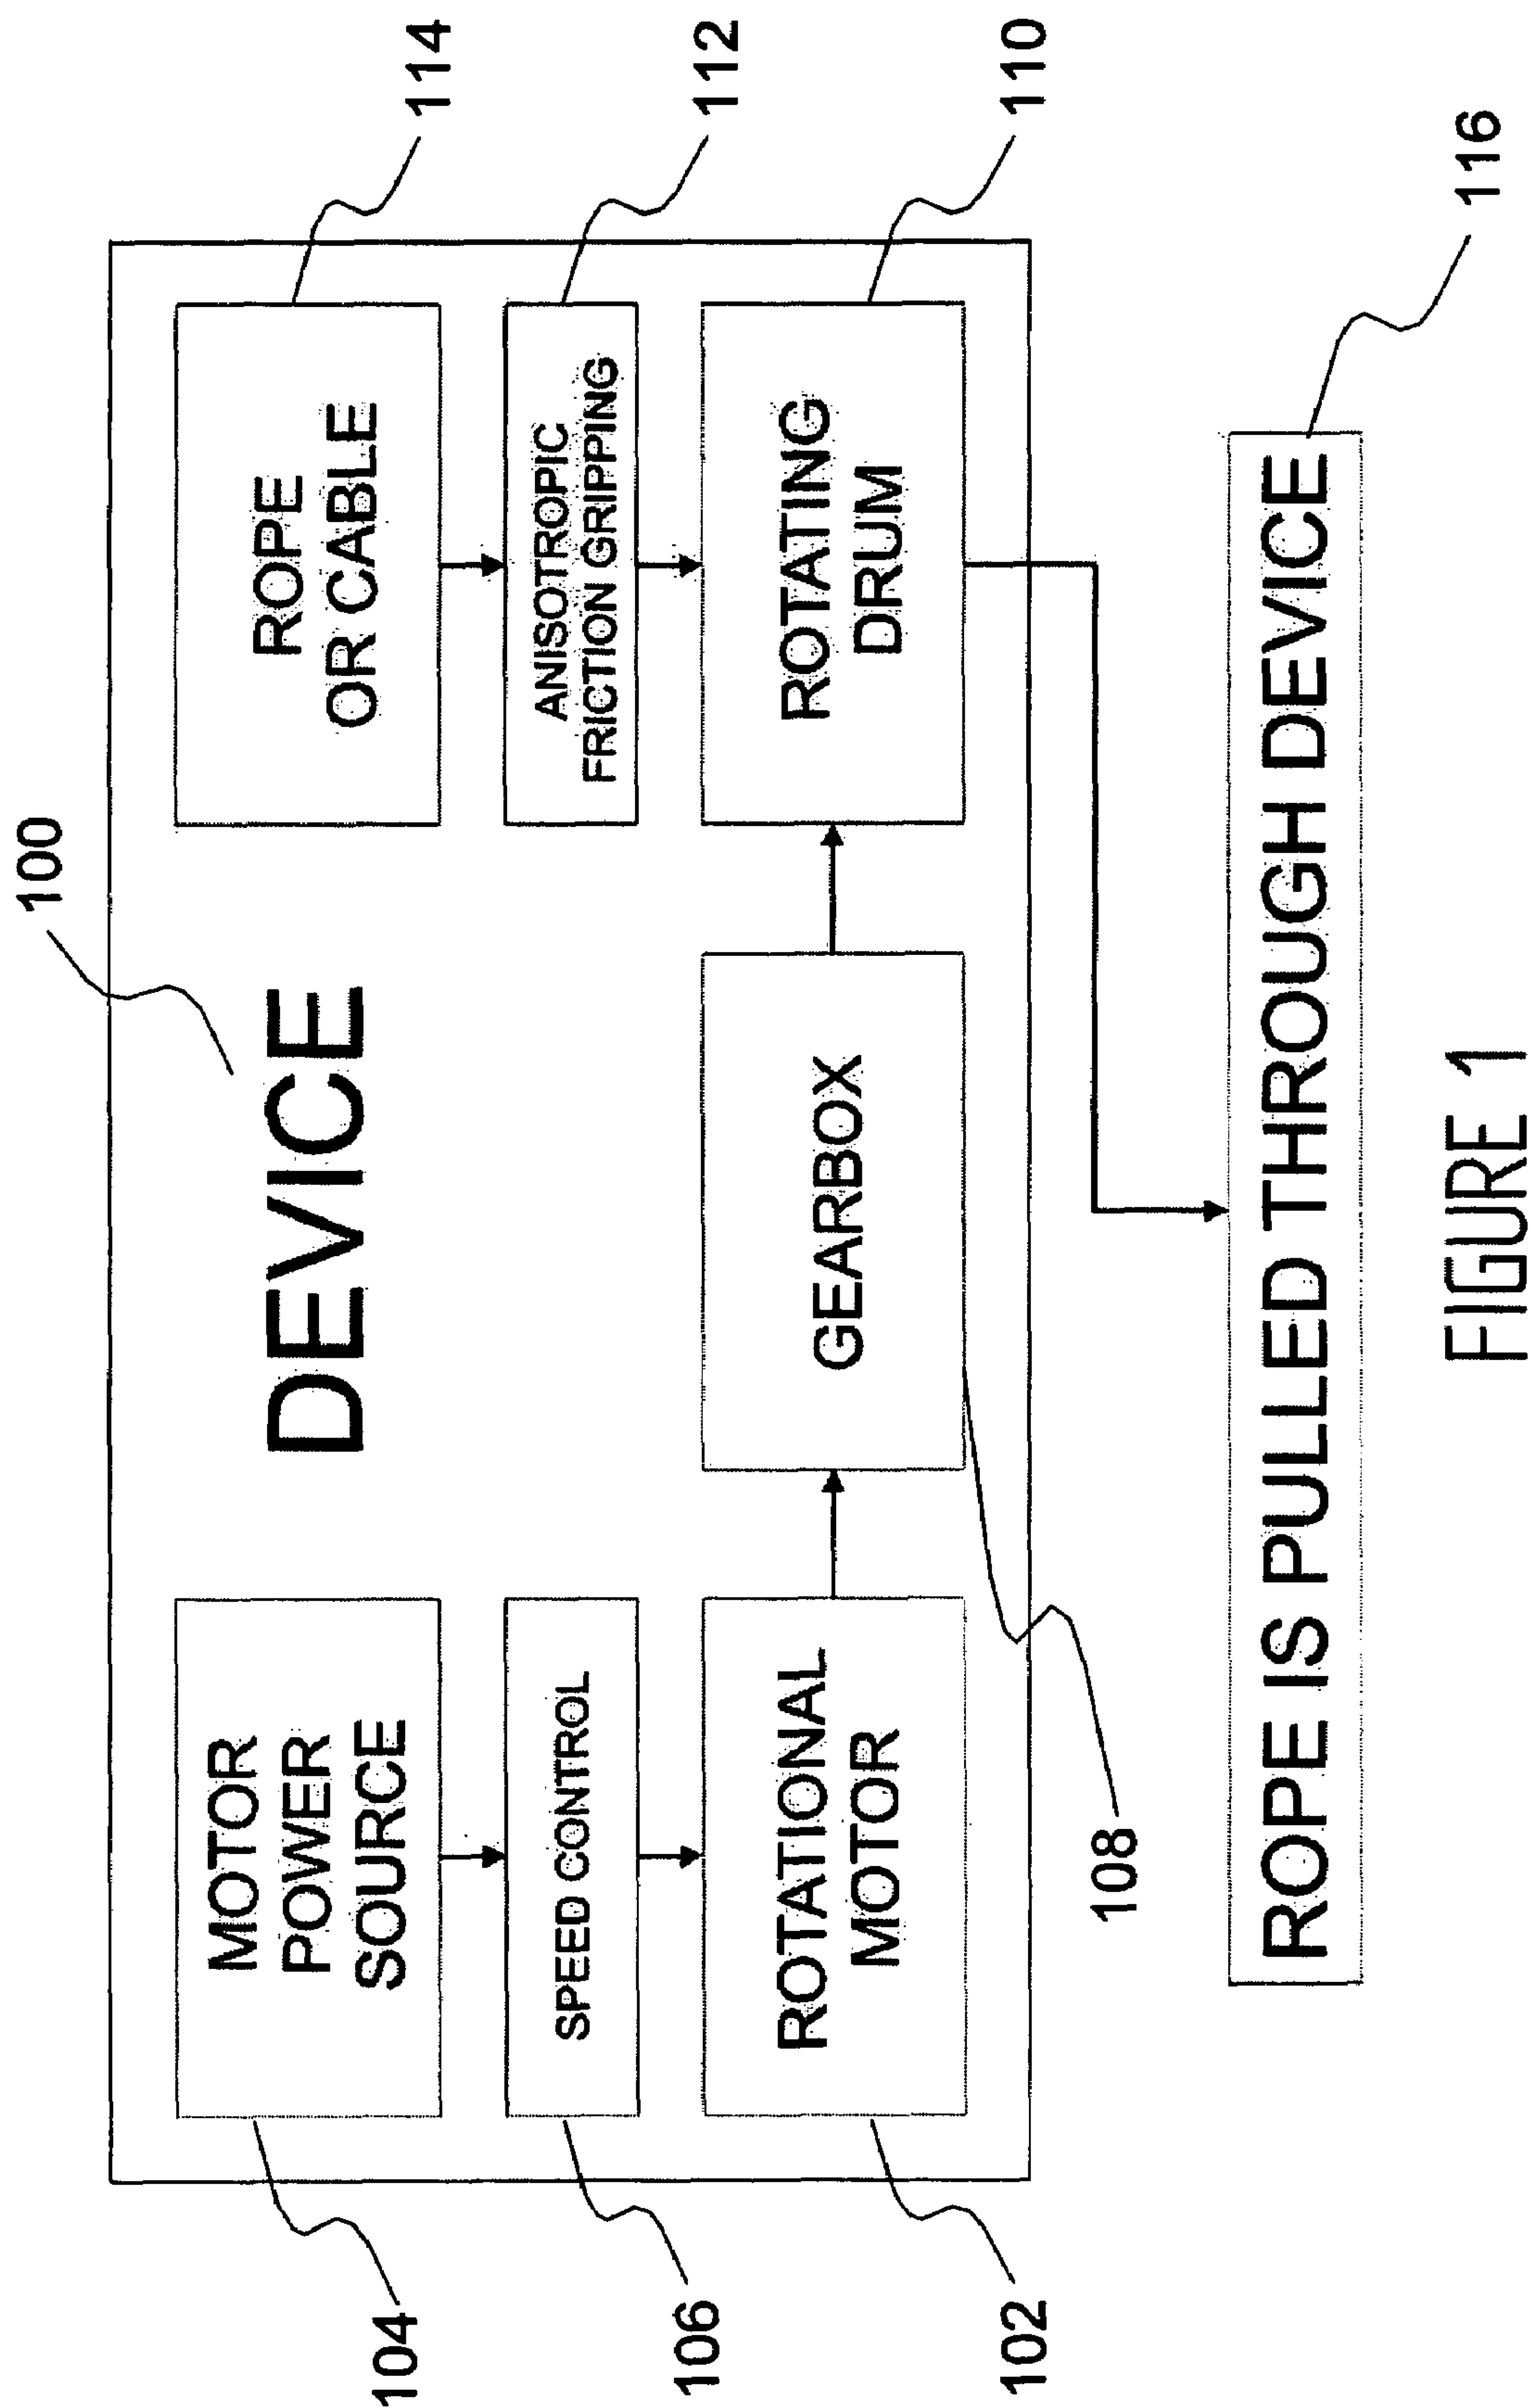 100
DEVICE
104
MOTOR
POWER
SOURCE
106
SPEED CONTROL
102
ROTATIONAL
MOTOR
108
GEARBOX
114
ROPE
OR CABLE
112
ANISOTROPIC
FRICTION GRIPPING
110
ROTATING
DRUM
116
ROPE IS PULLED THROUGH DEVICE
FIGURE 1